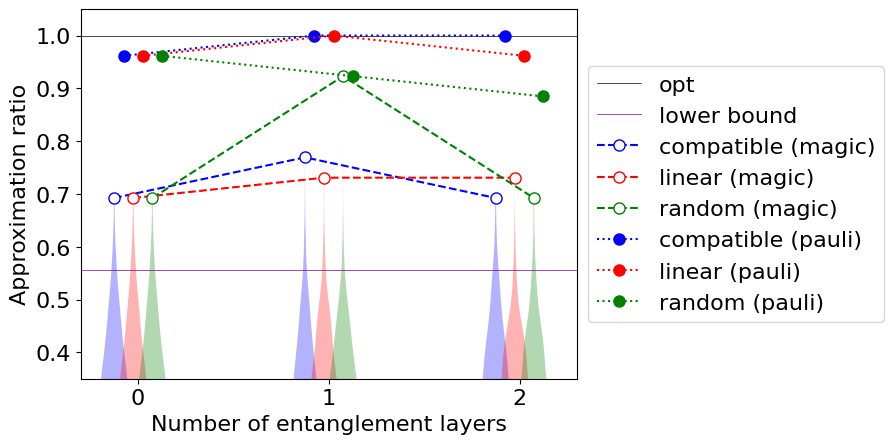 1.0
0.9
0.8
0.7
0.6
0.5
0.4
Approximation ratio
0 1 2
Number of entanglement layers
opt
lower bound
compatible (magic)
linear (magic)
random (magic)
compatible (pauli)
linear (pauli)
random (pauli)